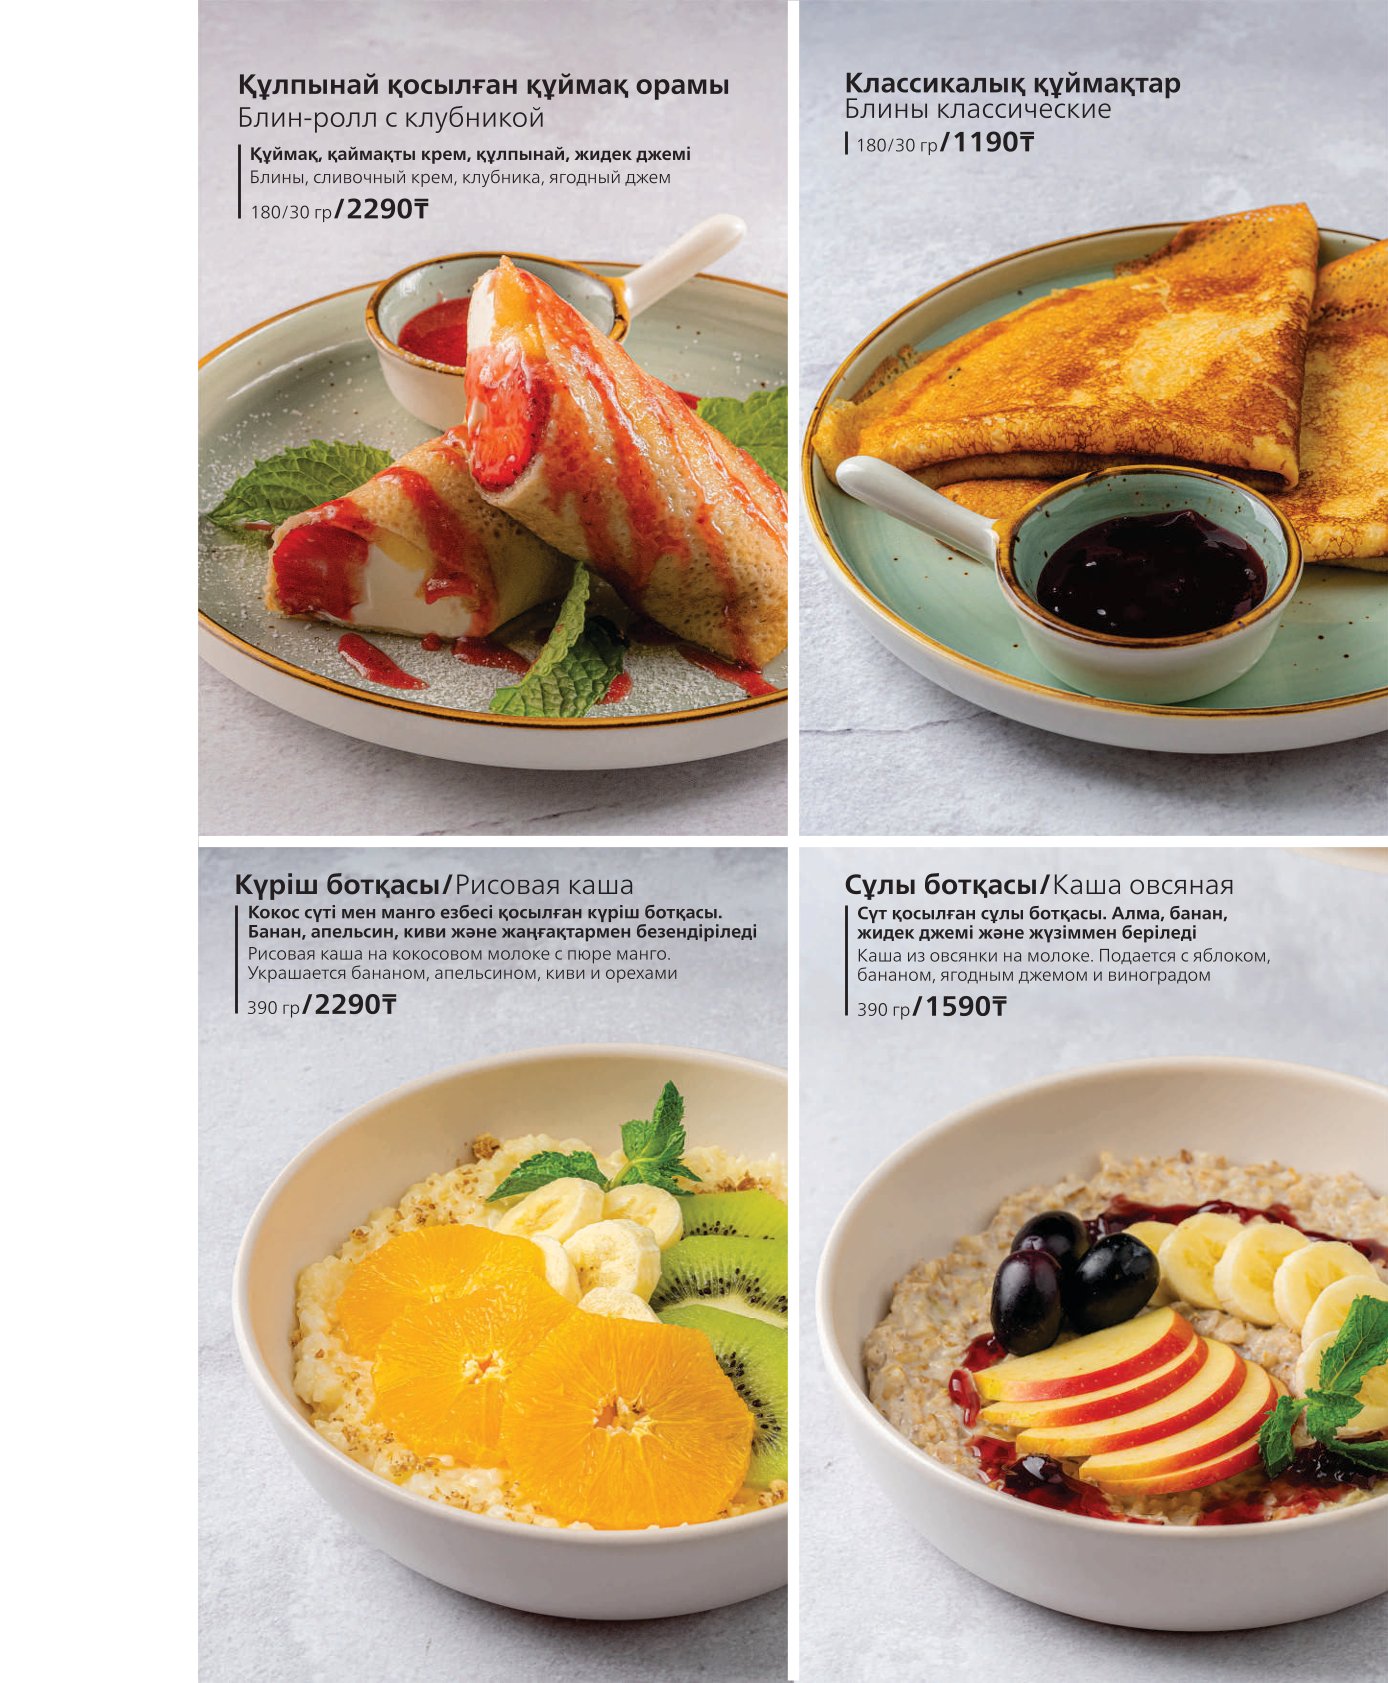 Құлпынай қосылған құймақ орамы
Блин-ролл с клубникой
Құймақ, қаймақты крем, құлпынай, жидек джемі
Блины, сливочный крем, клубника, ягодный джем
180/30 гр/2290₸
Классикалық құймақтар
Блины классические
180/30 гр/1190₸
Күріш ботқасы/Рисовая каша
Кокос сүті мен манго езбесі қосылған күріш ботқасы.
Банан, апельсин, киви және жаңғақтармен безендіріледі
Рисовая каша на кокосовом молоке с пюре манго.
Украшается бананом, апельсином, киви и орехами
390 гр/2290₸
Сұлы ботқасы/Каша овсяная
Сүт қосылған сұлы ботқасы. Алма, банан,
жидек джемі және жүзіммен беріледі
Каша из овсянки на молоке. Подается с яблоком,
бананом, ягодным джемом и виноградом
390 гр/1590₸